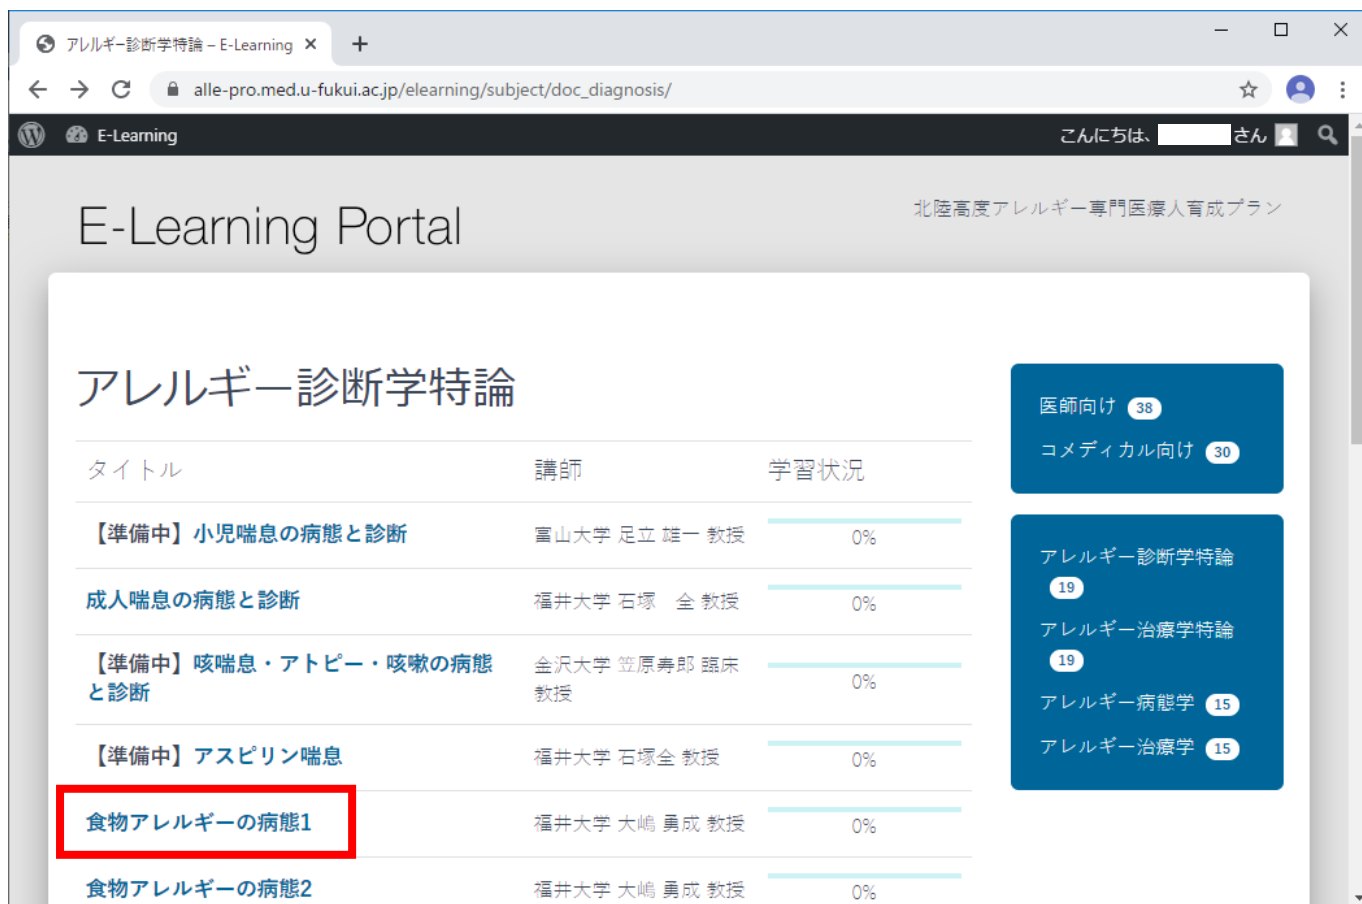 アレルギー診断学特論 – E-Learning
alle-pro.med.u-fukui.ac.jp/elearning/subject/doc_diagnosis/
E-Learning
こんにちは、 さん
E-Learning Portal
北陸高度アレルギー専門医療人育成プラン
アレルギー診断学特論
タイトル 講師 学習状況
【準備中】小児喘息の病態と診断 富山大学 足立 雄一 教授 0%
成人喘息の病態と診断 福井大学 石塚 全 教授 0%
【準備中】咳喘息・アトピー・咳嗽の病態 金沢大学 笠原寿郎 臨床 0%
と診断 教授
【準備中】アスピリン喘息 福井大学 石塚全 教授 0%
食物アレルギーの病態1 福井大学 大嶋 勇成 教授 0%
食物アレルギーの病態2 福井大学 大嶋 勇成 教授 0%
医師向け 38
コメディカル向け 30
アレルギー診断学特論
19
アレルギー治療学特論
19
アレルギー病態学 15
アレルギー治療学 15